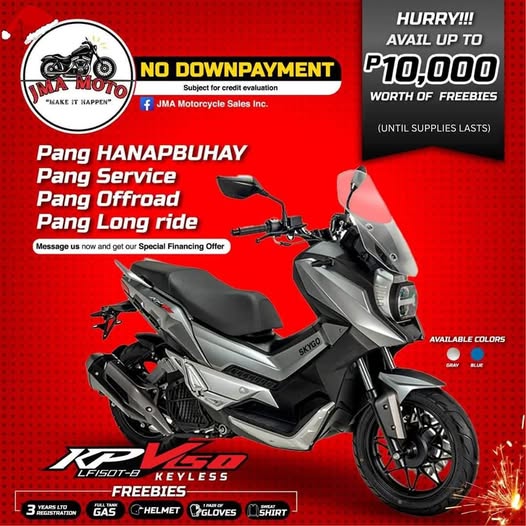 JMA MOTO
"MAKE IT HAPPEN"
NO DOWNPAYMENT
Subject for credit evaluation
f JMA Motorcycle Sales Inc.
HURRY!!!
AVAIL UP TO
₱10,000
WORTH OF FREEBIES
(UNTIL SUPPLIES LASTS)
Pang HANAPBUHAY
Pang Service
Pang Offroad
Pang Long ride
Message us now and get our Special Financing Offer
AVAILABLE COLORS
GRAY BLUE
SKYGO
KPV150
LF150T-B KEYLESS
FREEBIES
3 YEARS LTO REGISTRATION
FULL TANK GAS
1 HELMET
1 PAIR OF GLOVES
1 SWEAT SHIRT